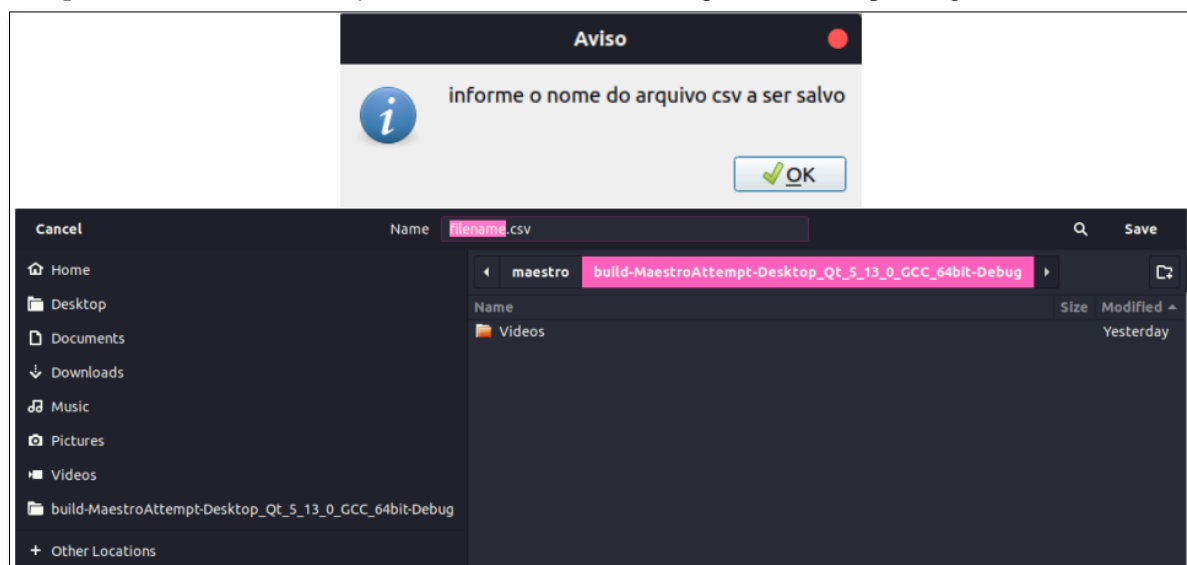 Aviso
informe o nome do arquivo csv a ser salvo
OK
Cancel Name filename.csv Save
Home maestro build-MaestroAttempt-Desktop_Qt_5_13_0_GCC_64bit-Debug
Desktop Name Size Modified
Videos Yesterday
Documents
Downloads
Music
Pictures
Videos
build-MaestroAttempt-Desktop_Qt_5_13_0_GCC_64bit-Debug
+ Other Locations